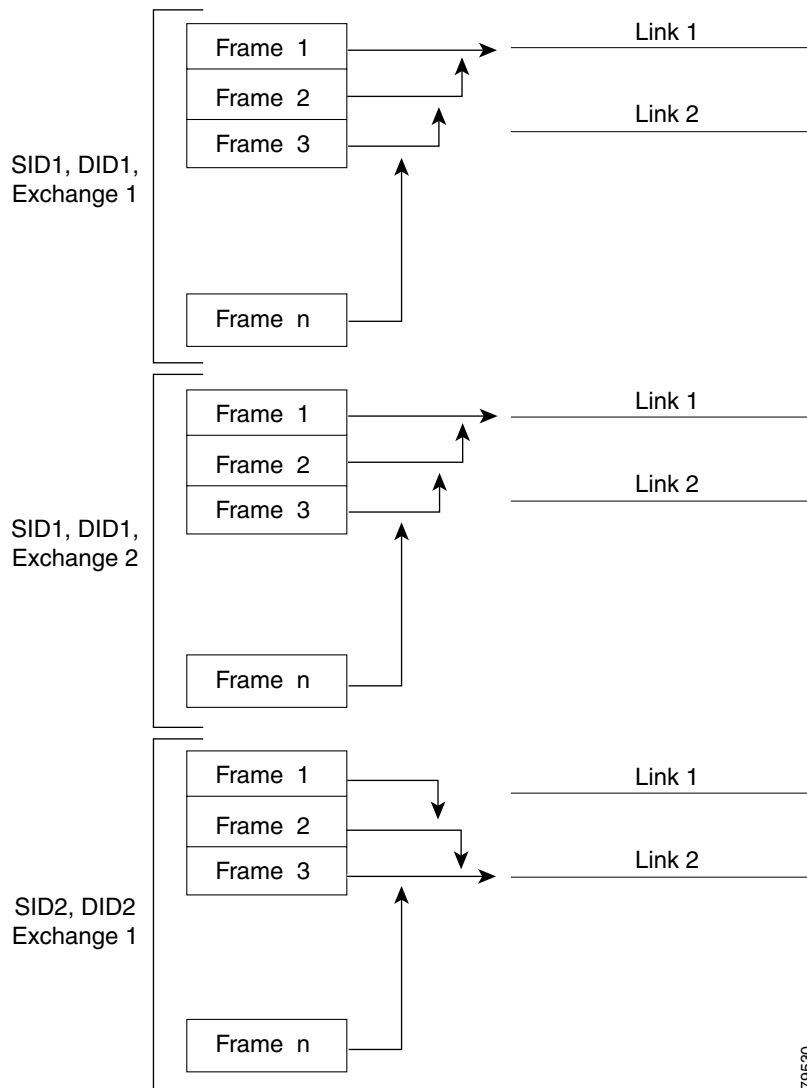 Frame 1
Link 1
Frame 2
Link 2
Frame 3
SID1, DID1,
Exchange 1
Frame n
Frame 1
Link 1
Frame 2
Link 2
Frame 3
SID1, DID1,
Exchange 2
Frame n
Frame 1
Link 1
Frame 2
Frame 3
Link 2
SID2, DID2
Exchange 1
Frame n
79530